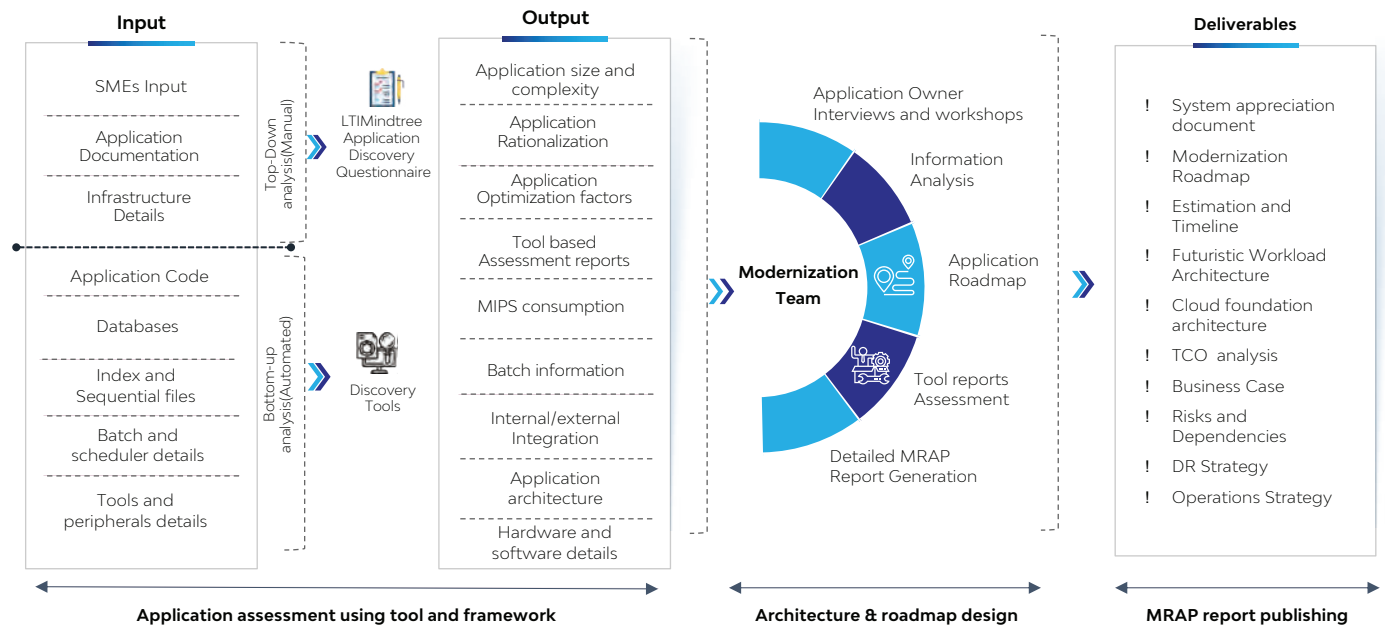 Input
SMEs Input
Application
Documentation
Infrastructure
Details
Application Code
Databases
Index and
Sequential files
Batch and
scheduler details
Tools and
peripherals details
Top-Down
analysis(Manual)
Bottom-up
analysis(Automated)
LTIMindtree
Application
Discovery
Questionnaire
Discovery
Tools
Output
Application size and
complexity
Application
Rationalization
Application
Optimization factors
Tool based
Assessment reports
MIPS consumption
Batch information
Internal/external
Integration
Application
architecture
Hardware and
software details
Modernization
Team
Application Owner
Interviews and workshops
Information
Analysis
Application
Roadmap
Tool reports
Assessment
Detailed MRAP
Report Generation
Deliverables
! System appreciation
document
! Modernization
Roadmap
! Estimation and
Timeline
! Futuristic Workload
Architecture
! Cloud foundation
architecture
! TCO analysis
! Business Case
! Risks and
Dependencies
! DR Strategy
! Operations Strategy
Application assessment using tool and framework
Architecture & roadmap design
MRAP report publishing